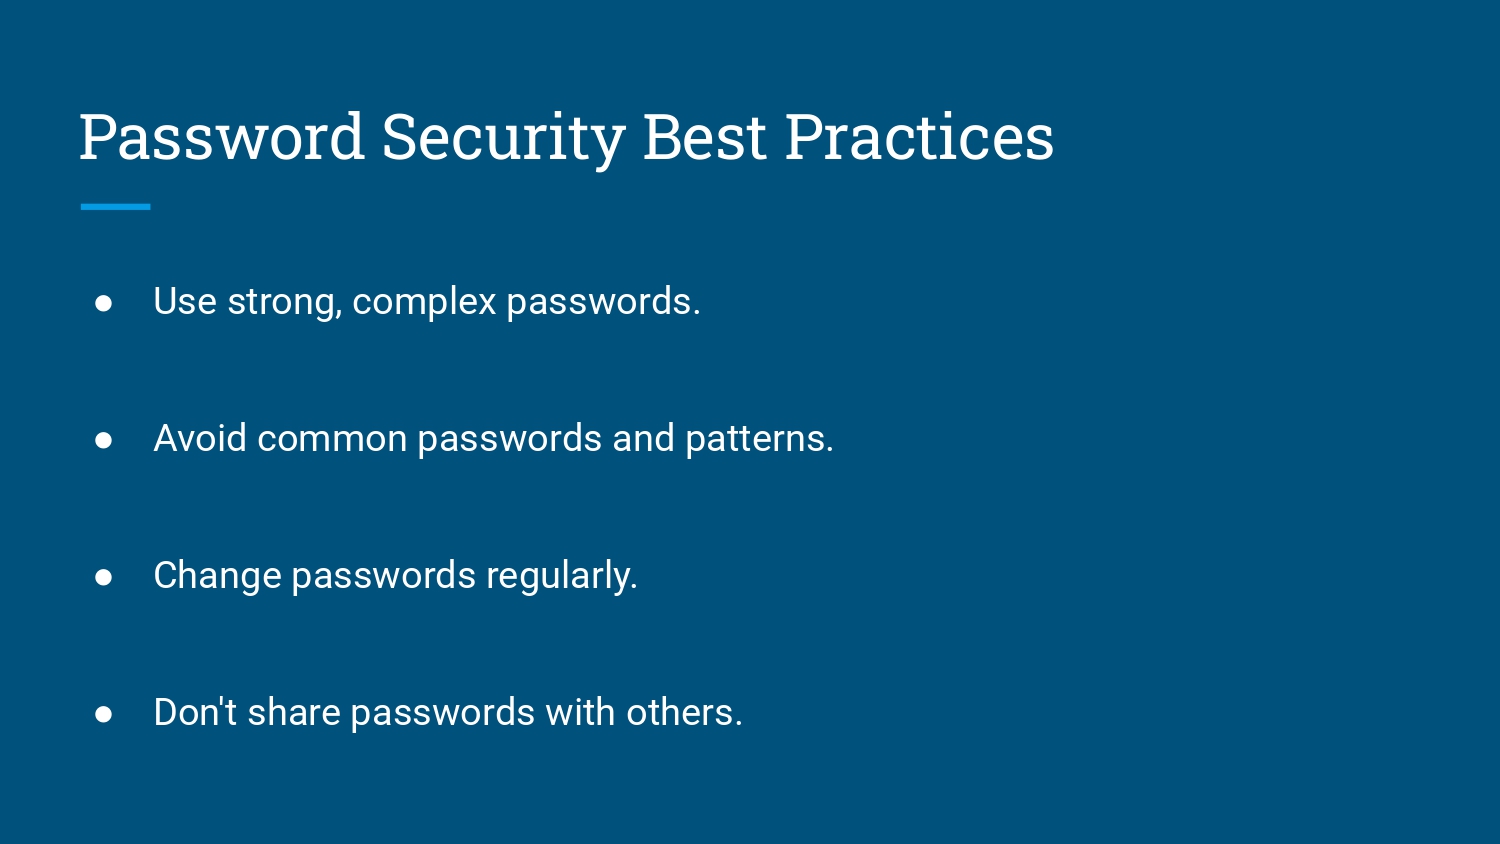 Password Security Best Practices
● Use strong, complex passwords.
● Avoid common passwords and patterns.
● Change passwords regularly.
● Don't share passwords with others.